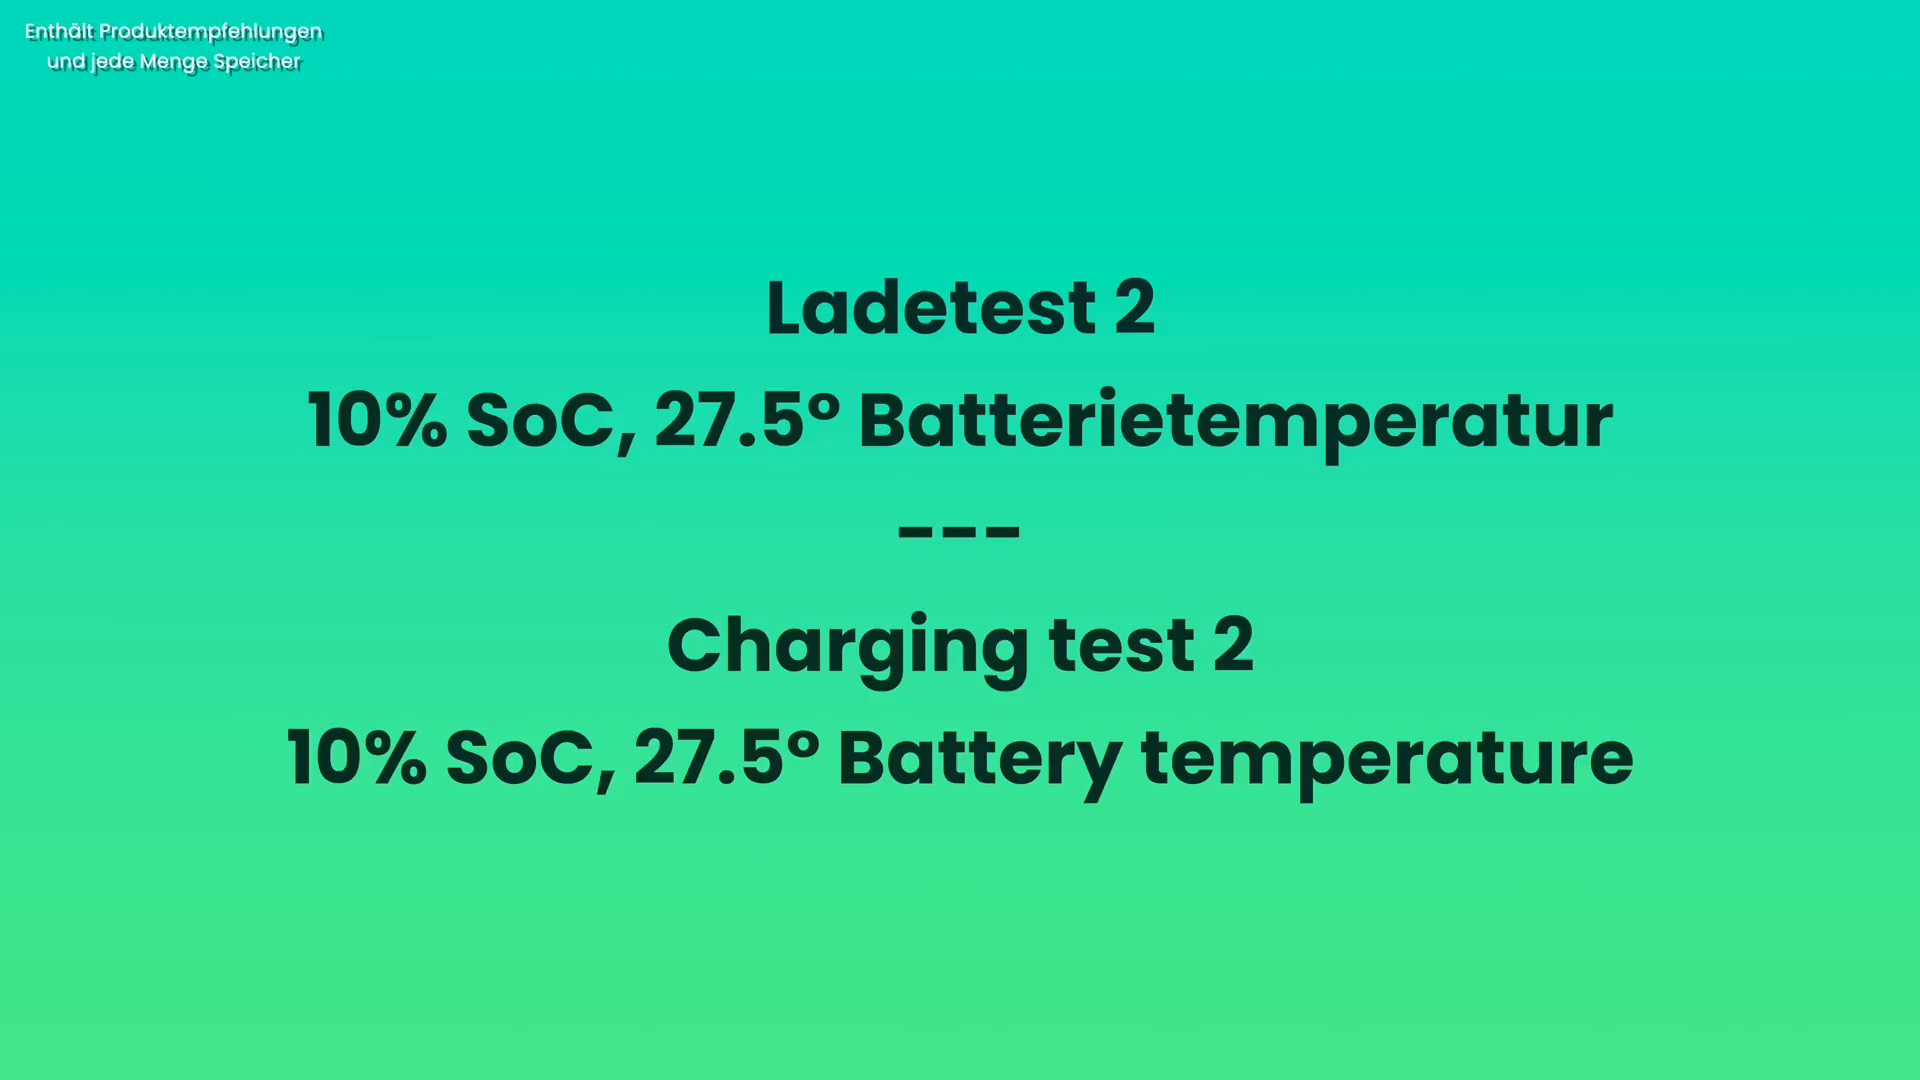 Enthält Produktempfehlungen
und jede Menge Speicher
Ladetest 2
10% SoC, 27.5° Batterietemperatur
---
Charging test 2
10% SoC, 27.5° Battery temperature